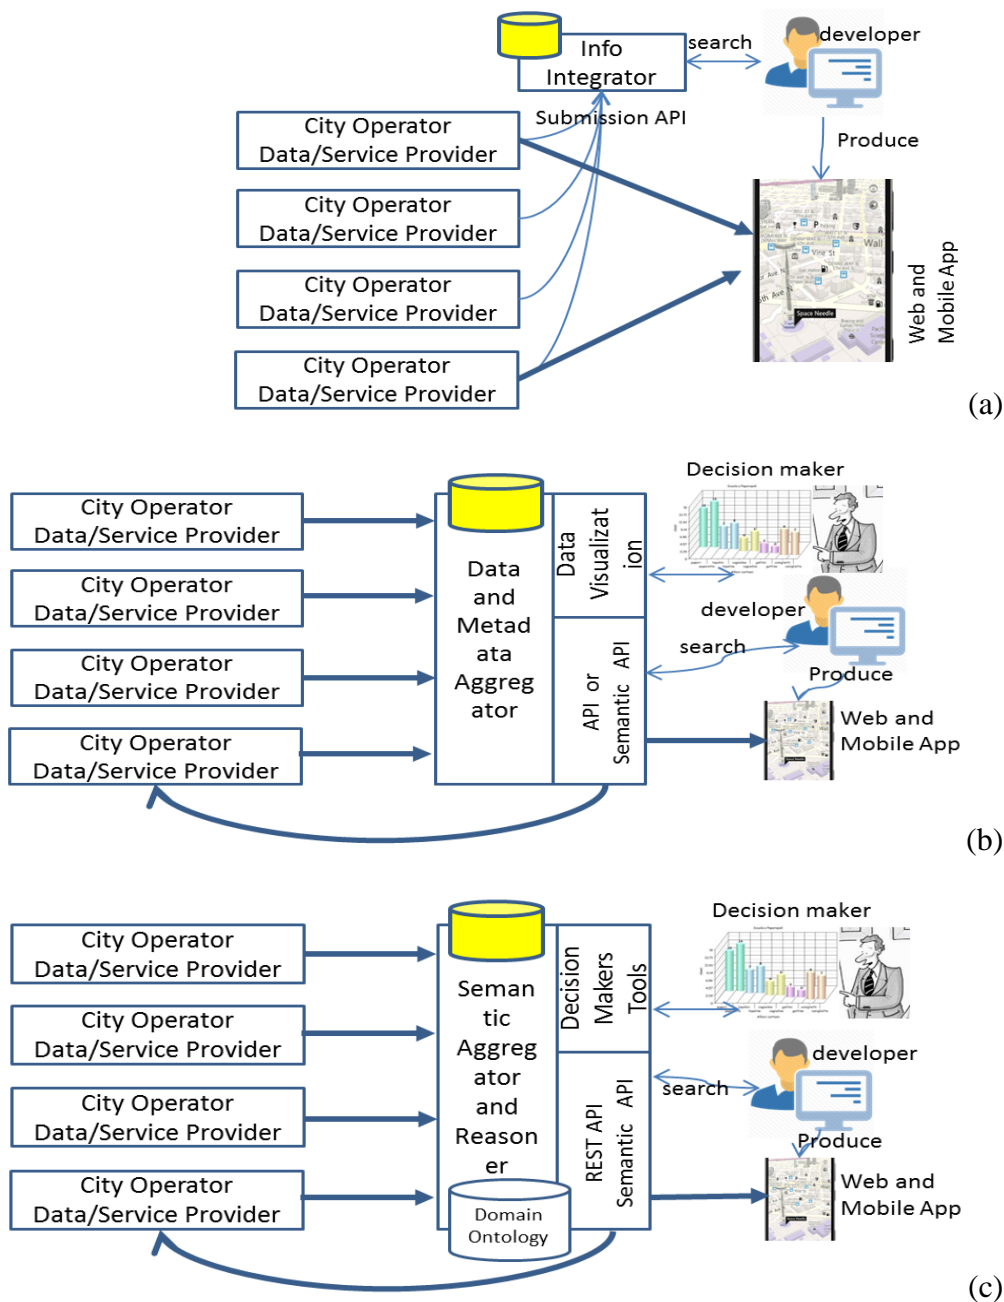 Info
Integrator
search
developer
Submission API
City Operator
Data/Service Provider
Produce
City Operator
Data/Service Provider
City Operator
Data/Service Provider
City Operator
Data/Service Provider
Wall
Vine St
Space Needle
Web and
Mobile App
(a)
Decision maker
City Operator
Data/Service Provider
City Operator
Data/Service Provider
City Operator
Data/Service Provider
City Operator
Data/Service Provider
Data
and
Metad
ata
Aggreg
ator
Data
Visualizat
ion
API or
Semantic API
developer
search
Produce
Web and
Mobile App
(b)
Decision maker
City Operator
Data/Service Provider
City Operator
Data/Service Provider
City Operator
Data/Service Provider
City Operator
Data/Service Provider
Seman
tic
Aggreg
ator
and
Reason
er
Domain
Ontology
Decision
Makers
Tools
REST API
Semantic API
developer
search
Produce
Web and
Mobile App
(c)